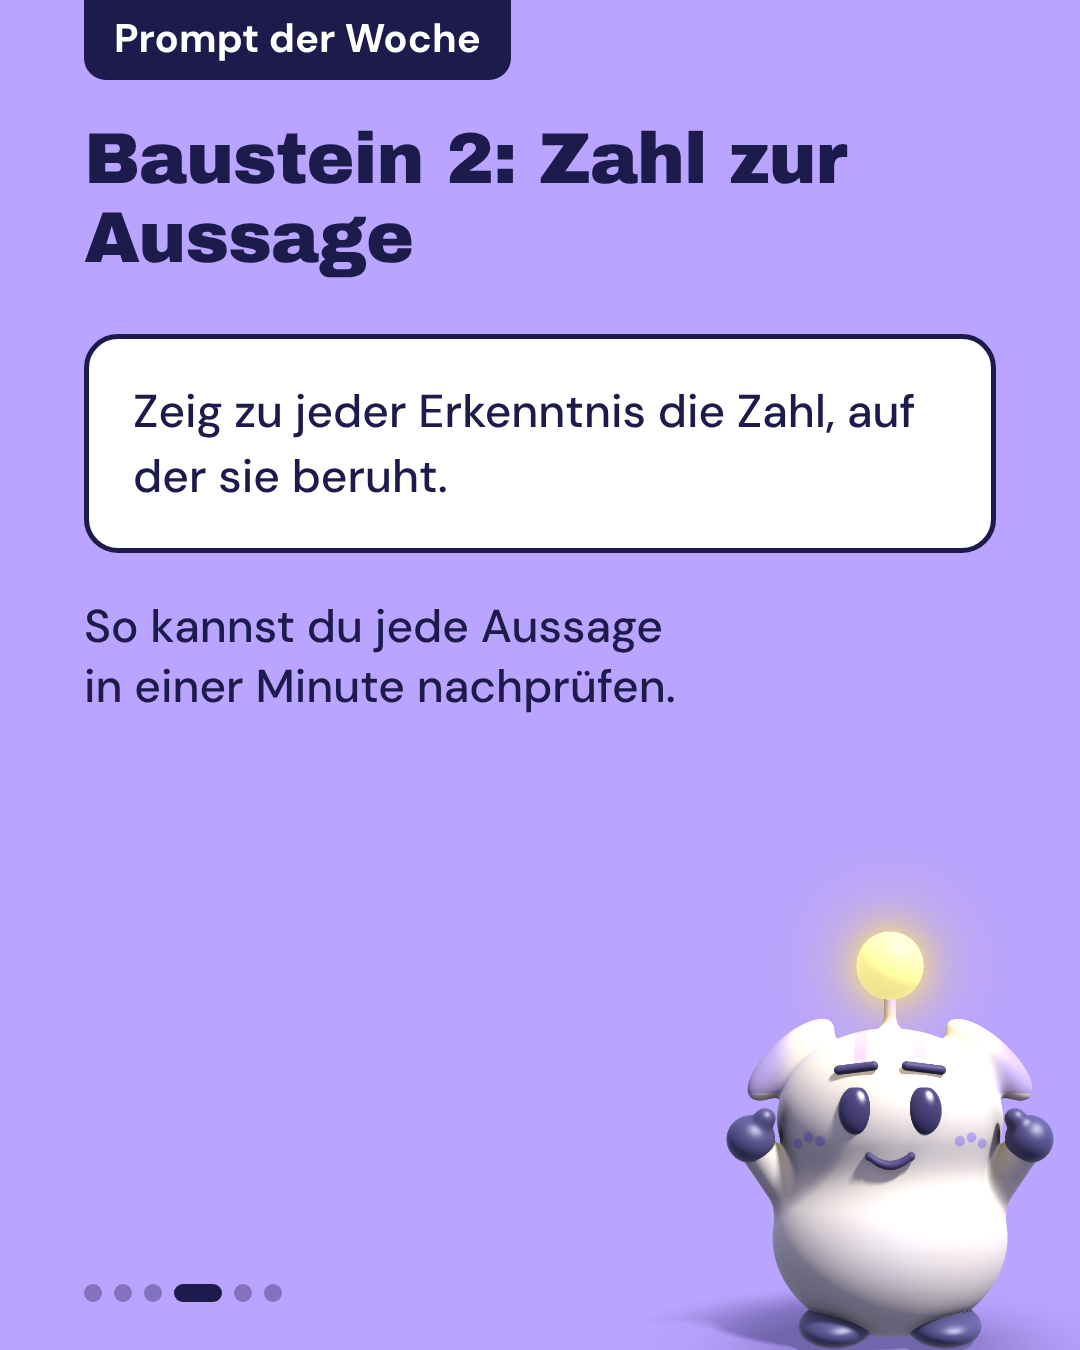 Prompt der Woche
Baustein 2: Zahl zur
Aussage
Zeig zu jeder Erkenntnis die Zahl, auf
der sie beruht.
So kannst du jede Aussage
in einer Minute nachprüfen.